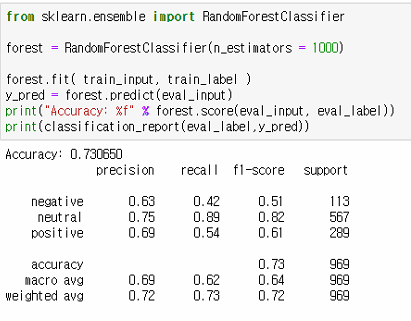 from sklearn.ensemble import RandomForestClassifier
forest = RandomForestClassifier(n_estimators = 1000)
forest.fit( train_input, train_label )
y_pred = forest.predict(eval_input)
print("Accuracy: %f" % forest.score(eval_input, eval_label))
print(classification_report(eval_label,y_pred))
Accuracy: 0.730650
precision recall f1-score support
negative 0.63 0.42 0.51 113
neutral 0.75 0.89 0.82 567
positive 0.69 0.54 0.61 289
accuracy 0.73 969
macro avg 0.69 0.62 0.64 969
weighted avg 0.72 0.73 0.72 969